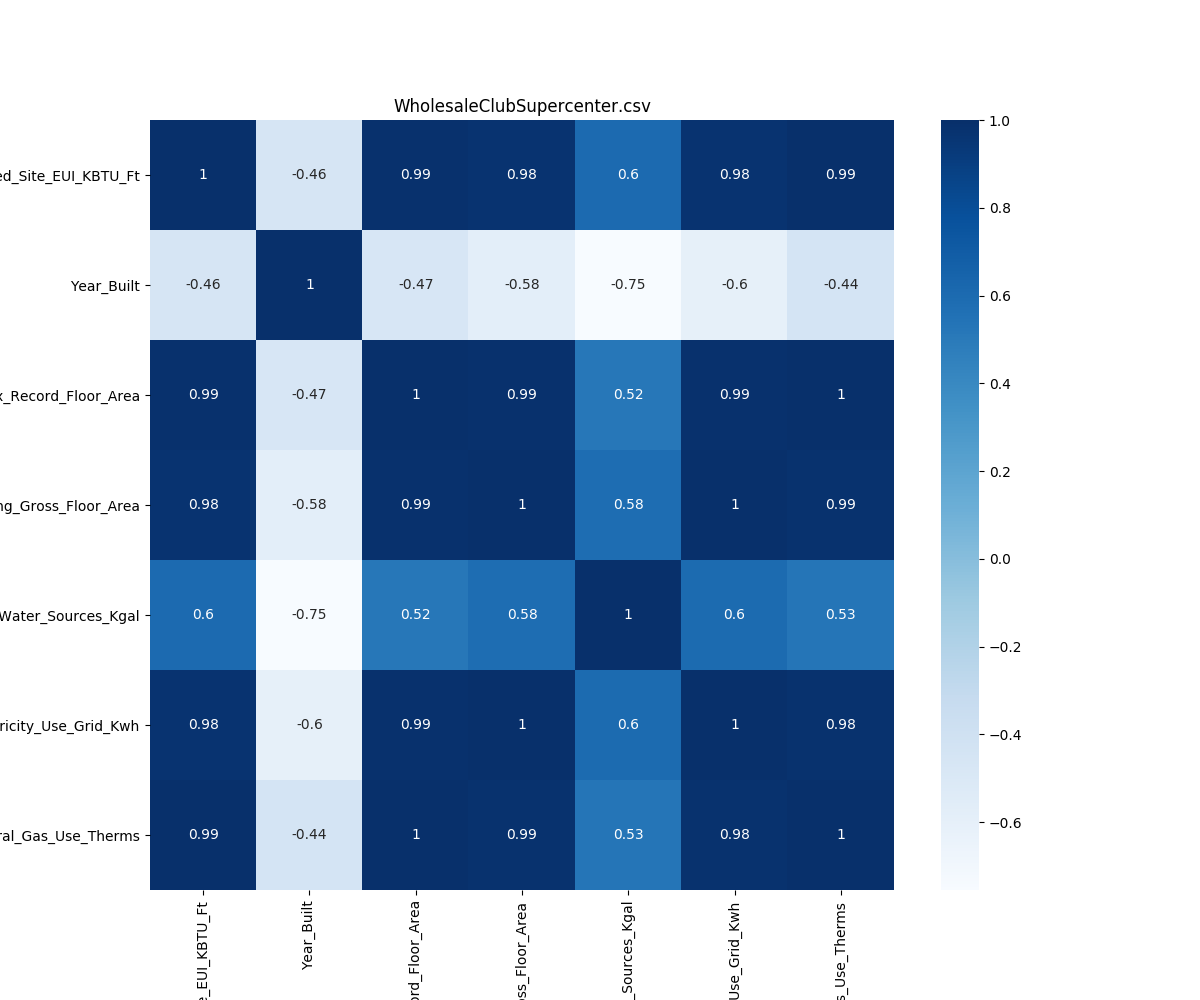 WholesaleClubSupercenter.csv
ed_Site_EUI_KBTU_Ft 1 -0.46 0.99 0.98 0.6 0.98 0.99
Year_Built -0.46 1 -0.47 -0.58 -0.75 -0.6 -0.44
x_Record_Floor_Area 0.99 -0.47 1 0.99 0.52 0.99 1
ng_Gross_Floor_Area 0.98 -0.58 0.99 1 0.58 1 0.99
Water_Sources_Kgal 0.6 -0.75 0.52 0.58 1 0.6 0.53
ricity_Use_Grid_Kwh 0.98 -0.6 0.99 1 0.6 1 0.98
ral_Gas_Use_Therms 0.99 -0.44 1 0.99 0.53 0.98 1
e_EUI_KBTU_Ft
Year_Built
ord_Floor_Area
oss_Floor_Area
_Sources_Kgal
Use_Grid_Kwh
s_Use_Therms
1.0
0.8
0.6
0.4
0.2
0.0
−0.2
−0.4
−0.6